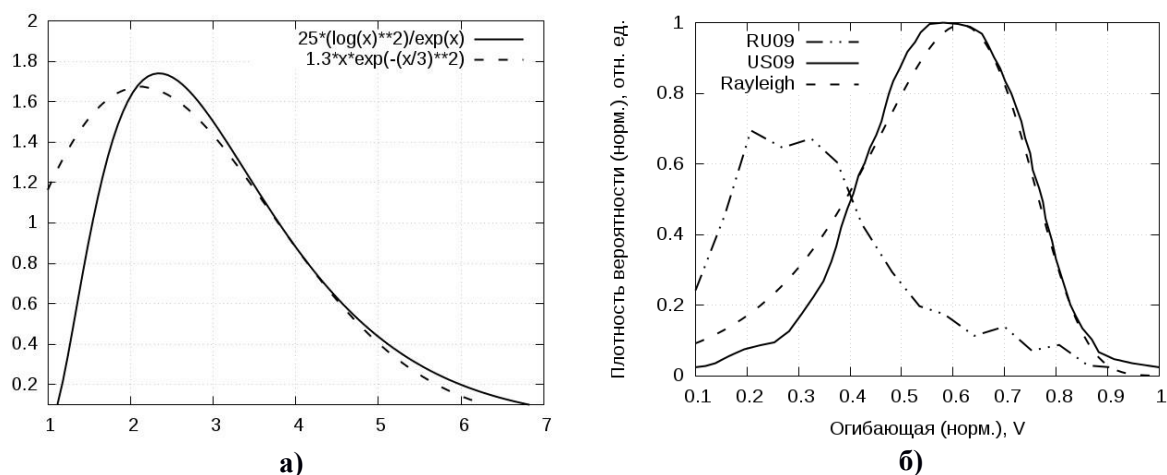 2
1.8
1.6
1.4
1.2
1
0.8
0.6
0.4
0.2
25*(log(x)**2)/exp(x)
1.3*x*exp(-(x/3)**2)
1 2 3 4 5 6 7
а)
Плотность вероятности (норм.), отн. ед.
1
0.8
0.6
0.4
0.2
0
RU09
US09
Rayleigh
0.1 0.2 0.3 0.4 0.5 0.6 0.7 0.8 0.9 1
Огибающая (норм.), V
б)